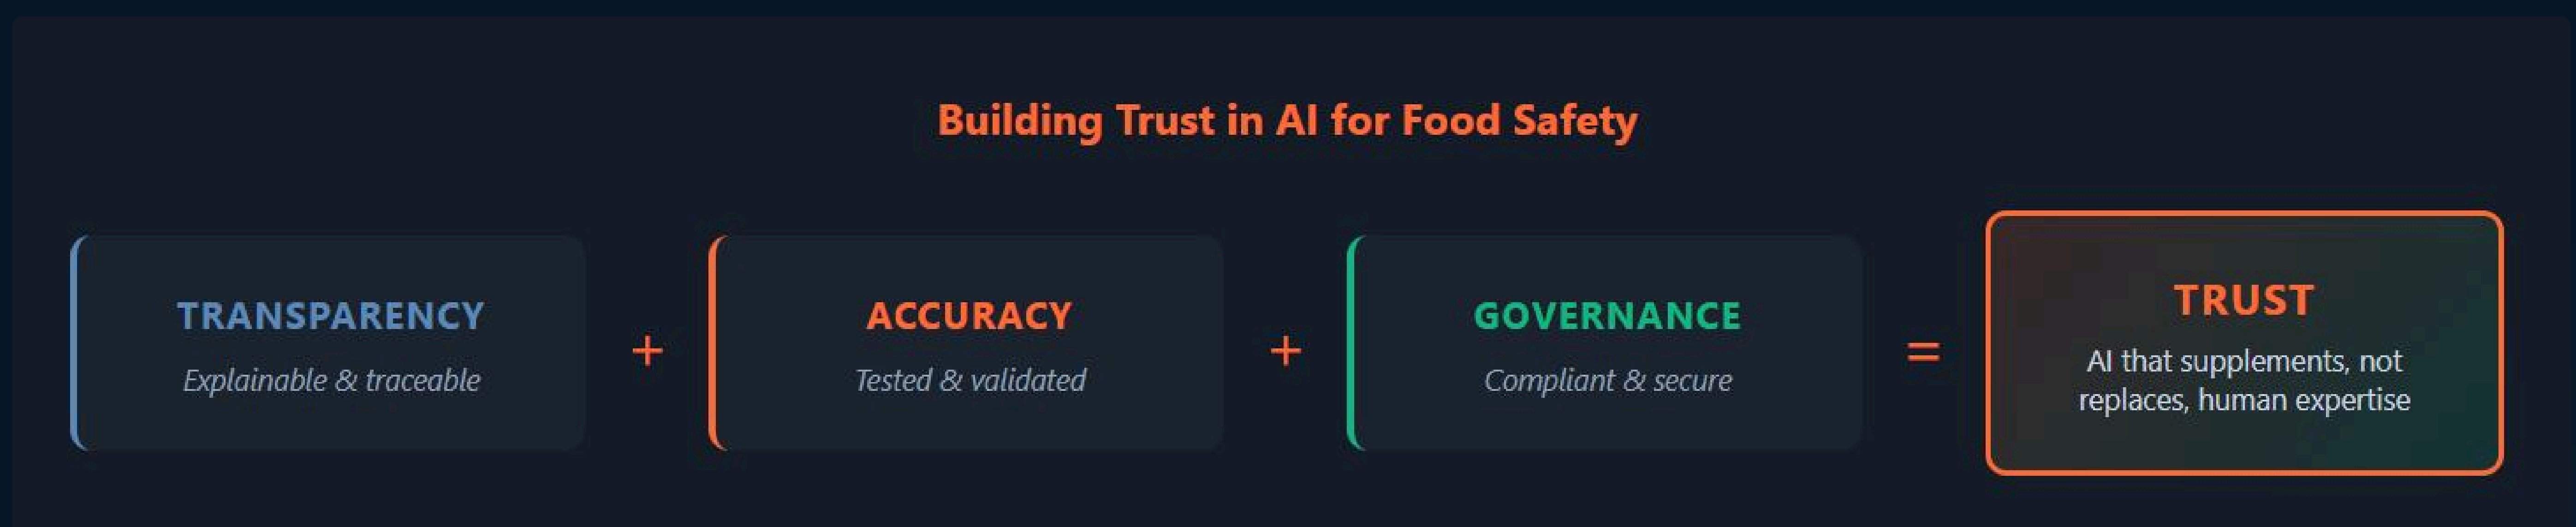 Building Trust in AI for Food Safety
TRANSPARENCY
Explainable & traceable
+
ACCURACY
Tested & validated
+
GOVERNANCE
Compliant & secure
=
TRUST
AI that supplements, not
replaces, human expertise